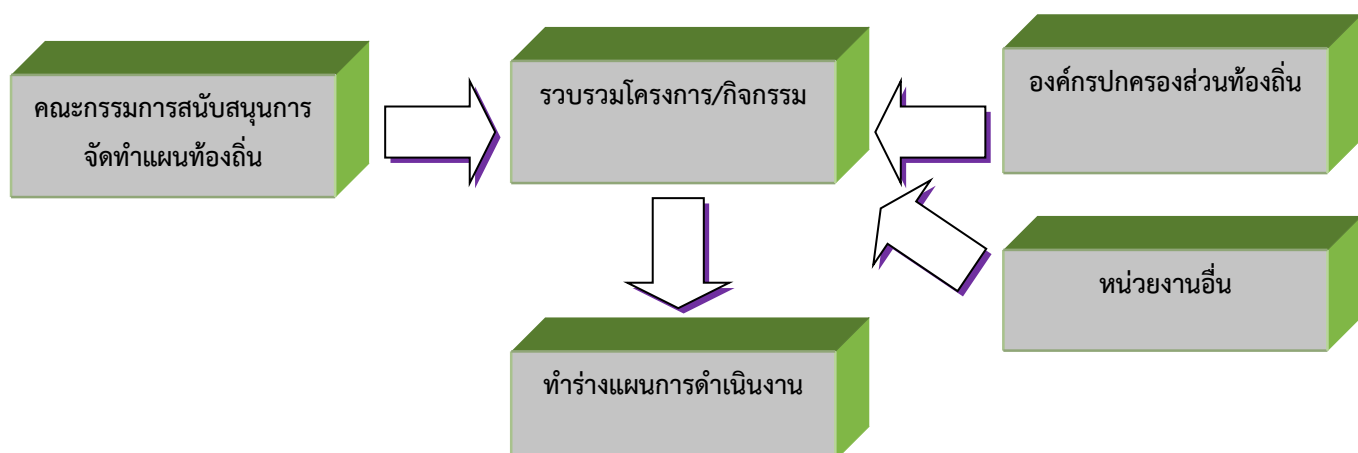 คณะกรรมการสนับสนุนการ
จัดทำแผนท้องถิ่น
รวบรวมโครงการ/กิจกรรม
องค์กรปกครองส่วนท้องถิ่น
หน่วยงานอื่น
ทำร่างแผนการดำเนินงาน